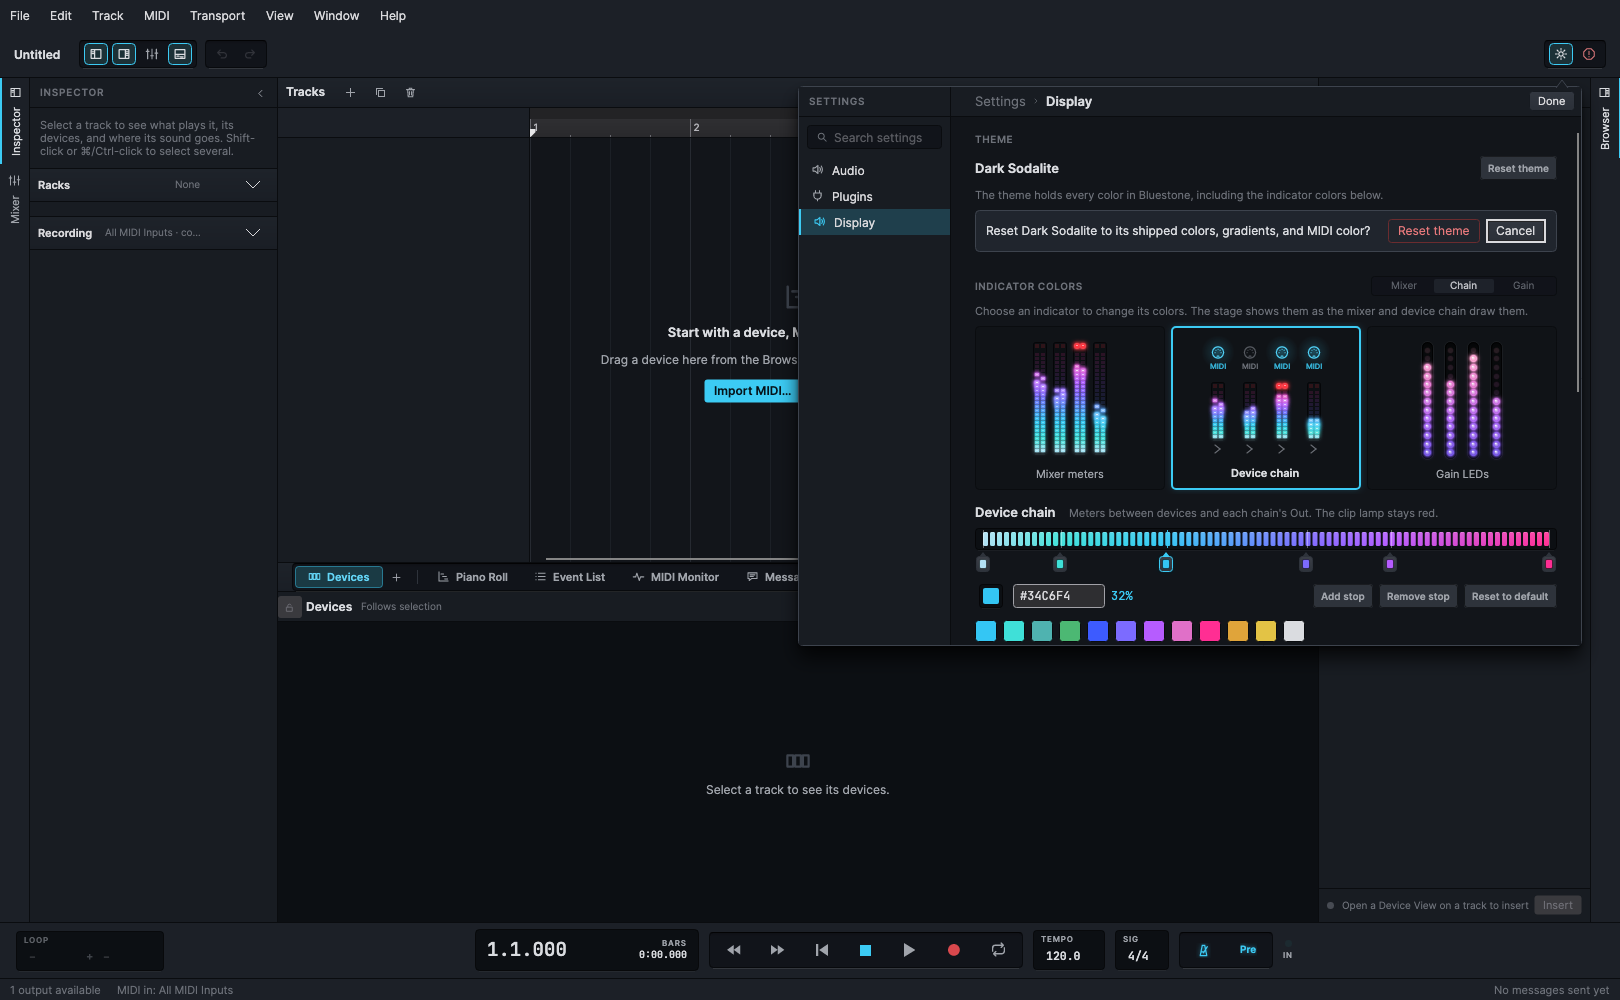 File Edit Track MIDI Transport View Window Help
Untitled
Inspector
Mixer
INSPECTOR
Select a track to see what plays it, its
devices, and where its sound goes. Shift-
click or ⌘/Ctrl-click to select several.
Racks None
Recording All MIDI Inputs · co...
Tracks
1 2
Start with a device, M
Drag a device here from the Brows
Import MIDI...
SETTINGS
Search settings
Audio
Plugins
Display
Settings › Display Done
THEME
Dark Sodalite Reset theme
The theme holds every color in Bluestone, including the indicator colors below.
Reset Dark Sodalite to its shipped colors, gradients, and MIDI color? Reset theme Cancel
INDICATOR COLORS Mixer Chain Gain
Choose an indicator to change its colors. The stage shows them as the mixer and device chain draw them.
MIDI MIDI MIDI MIDI
Mixer meters Device chain Gain LEDs
Device chain Meters between devices and each chain's Out. The clip lamp stays red.
#34C6F4 32% Add stop Remove stop Reset to default
Browser
Devices + Piano Roll Event List MIDI Monitor Messa
Devices Follows selection
Select a track to see its devices.
Open a Device View on a track to insert Insert
LOOP
– + –
1.1.000 BARS
0:00.000
TEMPO
120.0
SIG
4/4
Pre
IN
1 output available MIDI in: All MIDI Inputs No messages sent yet